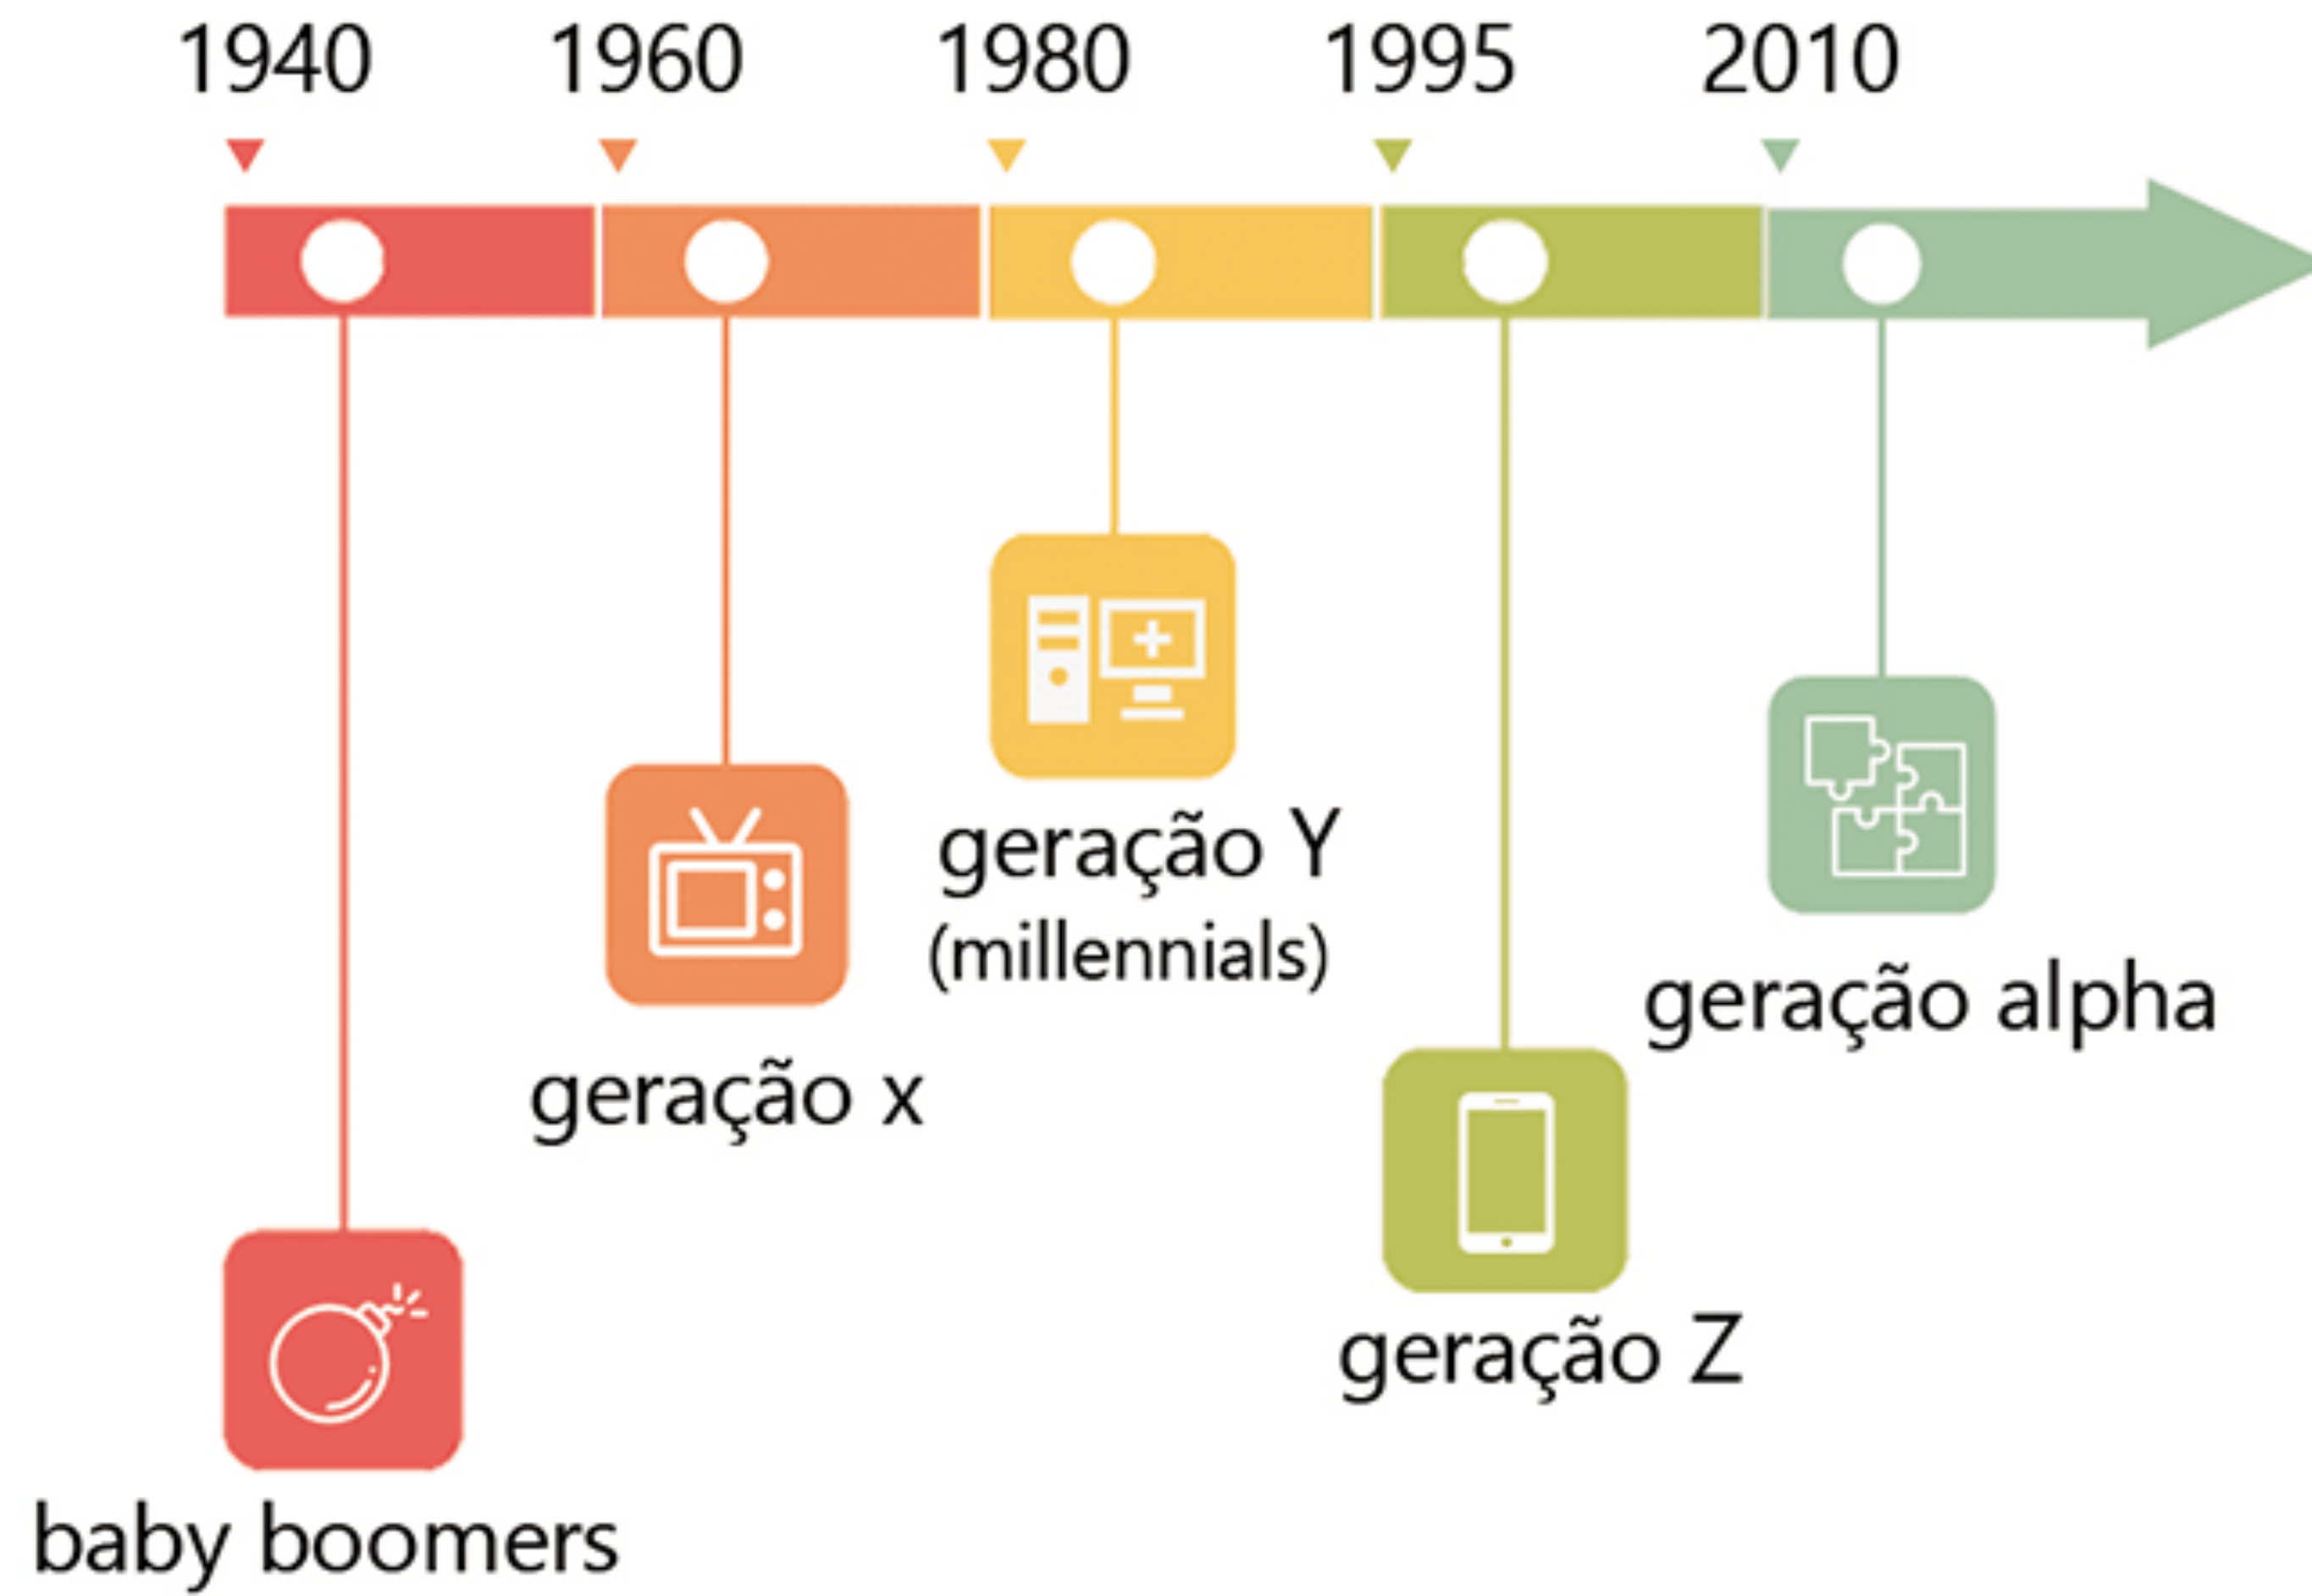 1940 1960 1980 1995 2010
geração Y
(millennials)
geração alpha
geração x
geração Z
baby boomers